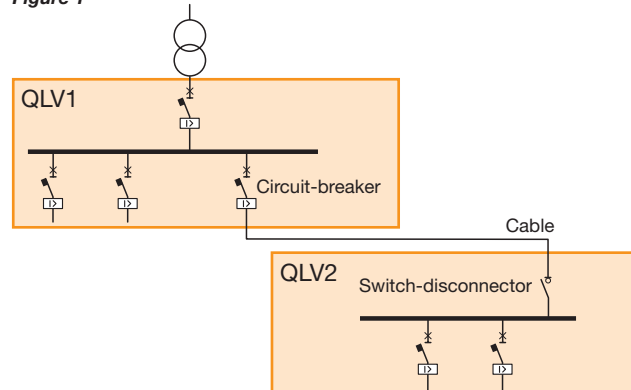 Figure 1
QLV1
I>
I>
I>
I>
Circuit-breaker
Cable
QLV2
Switch-disconnector
I>
I>